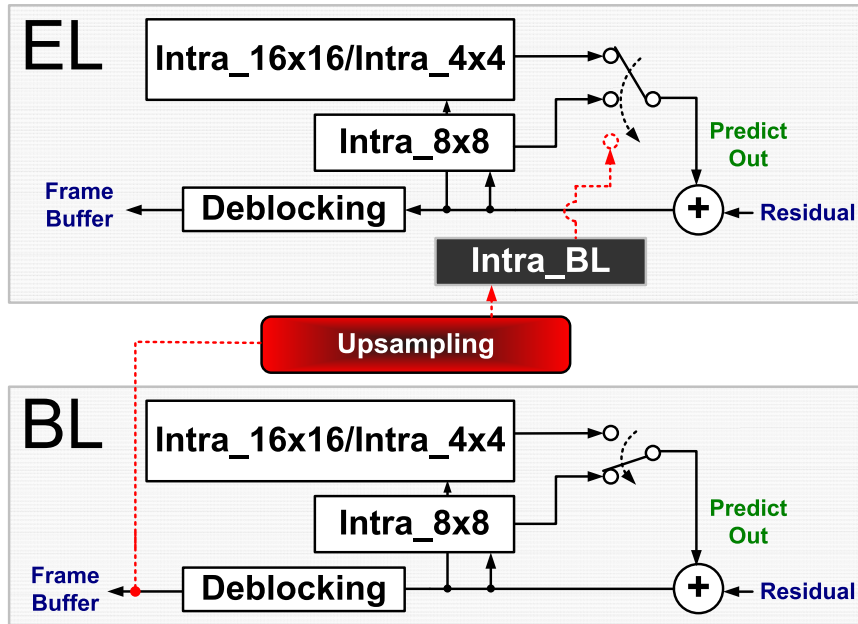 EL
Intra_16x16/Intra_4x4
Intra_8x8
Predict
Out
Frame
Buffer
Deblocking
+
Residual
Intra_BL
Upsampling
BL
Intra_16x16/Intra_4x4
Intra_8x8
Predict
Out
Frame
Buffer
Deblocking
+
Residual